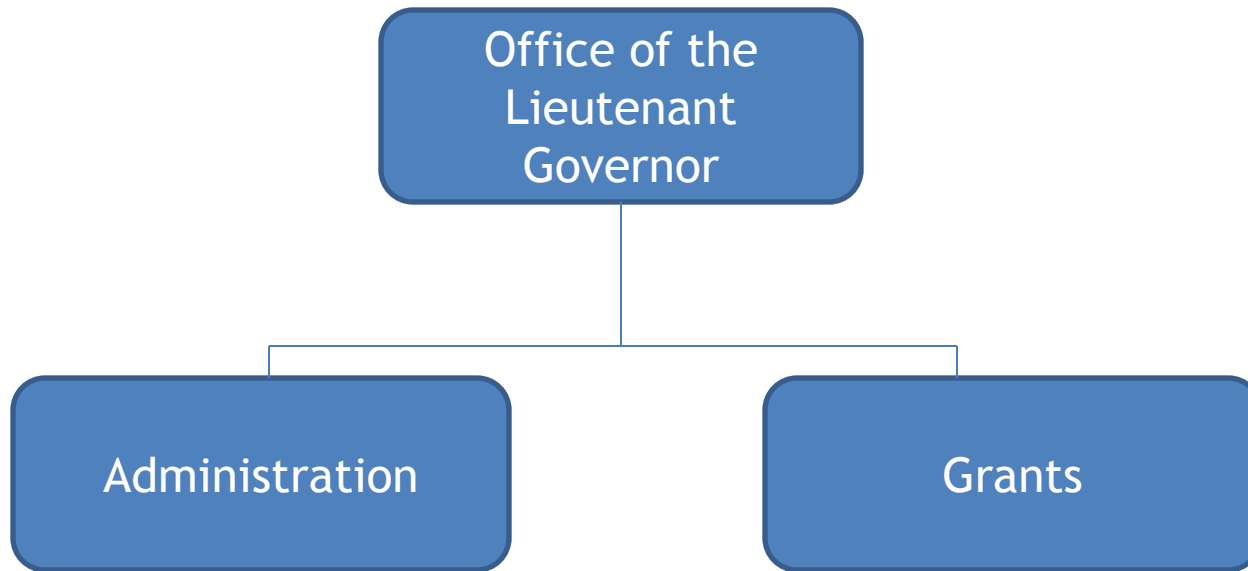 Office of the
Lieutenant
Governor
Administration
Grants